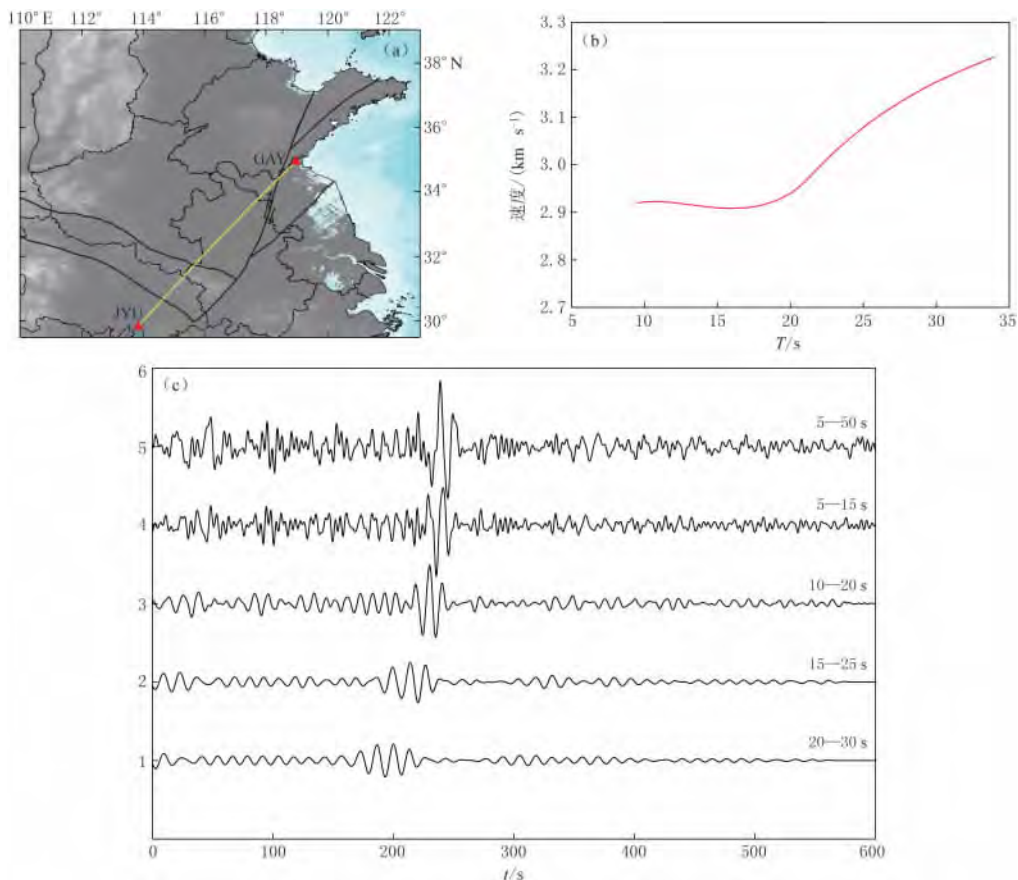 110° E 112° 114° 116° 118° 120° 122°
(a)
38° N
36°
34°
32°
30°
GAY
JYU
(b)
3.3
3.2
3.1
3.0
2.9
2.8
2.7
速度/(km s⁻¹)
5 10 15 20 25 30 35
T/s
(c)
6
5
4
3
2
1
5—50 s
5—15 s
10—20 s
15—25 s
20—30 s
0 100 200 300 400 500 600
t/s